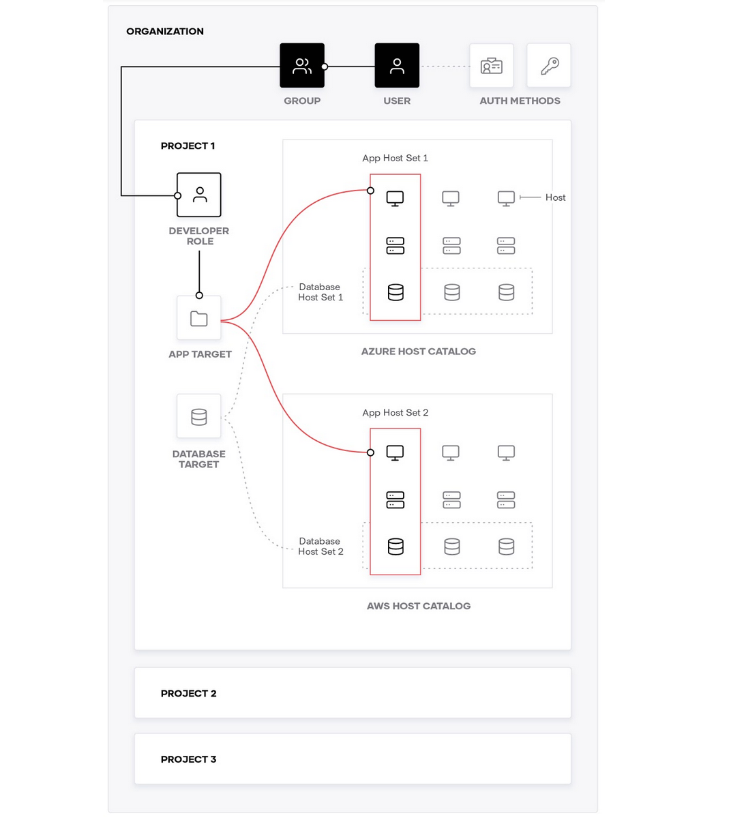 ORGANIZATION
GROUP
USER
AUTH METHODS
PROJECT 1
App Host Set 1
Host
DEVELOPER
ROLE
Database
Host Set 1
APP TARGET
AZURE HOST CATALOG
App Host Set 2
DATABASE
TARGET
Database
Host Set 2
AWS HOST CATALOG
PROJECT 2
PROJECT 3